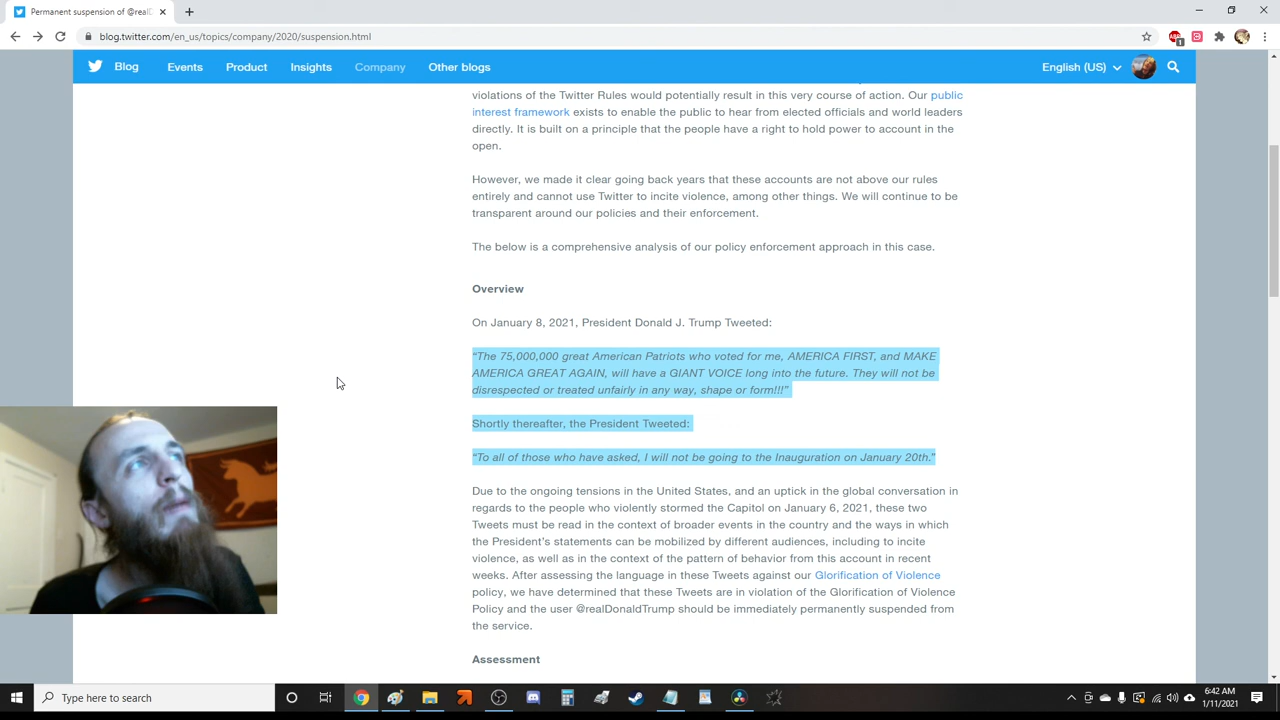 Permanent suspension of @realD
blog.twitter.com/en_us/topics/company/2020/suspension.html
Blog Events Product Insights Company Other blogs English (US)
violations of the Twitter Rules would potentially result in this very course of action. Our public
interest framework exists to enable the public to hear from elected officials and world leaders
directly. It is built on a principle that the people have a right to hold power to account in the
open.
However, we made it clear going back years that these accounts are not above our rules
entirely and cannot use Twitter to incite violence, among other things. We will continue to be
transparent around our policies and their enforcement.
The below is a comprehensive analysis of our policy enforcement approach in this case.
Overview
On January 8, 2021, President Donald J. Trump Tweeted:
“The 75,000,000 great American Patriots who voted for me, AMERICA FIRST, and MAKE
AMERICA GREAT AGAIN, will have a GIANT VOICE long into the future. They will not be
disrespected or treated unfairly in any way, shape or form!!!”
Shortly thereafter, the President Tweeted:
“To all of those who have asked, I will not be going to the Inauguration on January 20th.”
Due to the ongoing tensions in the United States, and an uptick in the global conversation in
regards to the people who violently stormed the Capitol on January 6, 2021, these two
Tweets must be read in the context of broader events in the country and the ways in which
the President’s statements can be mobilized by different audiences, including to incite
violence, as well as in the context of the pattern of behavior from this account in recent
weeks. After assessing the language in these Tweets against our Glorification of Violence
policy, we have determined that these Tweets are in violation of the Glorification of Violence
Policy and the user @realDonaldTrump should be immediately permanently suspended from
the service.
Assessment
Type here to search
6:42 AM
1/11/2021